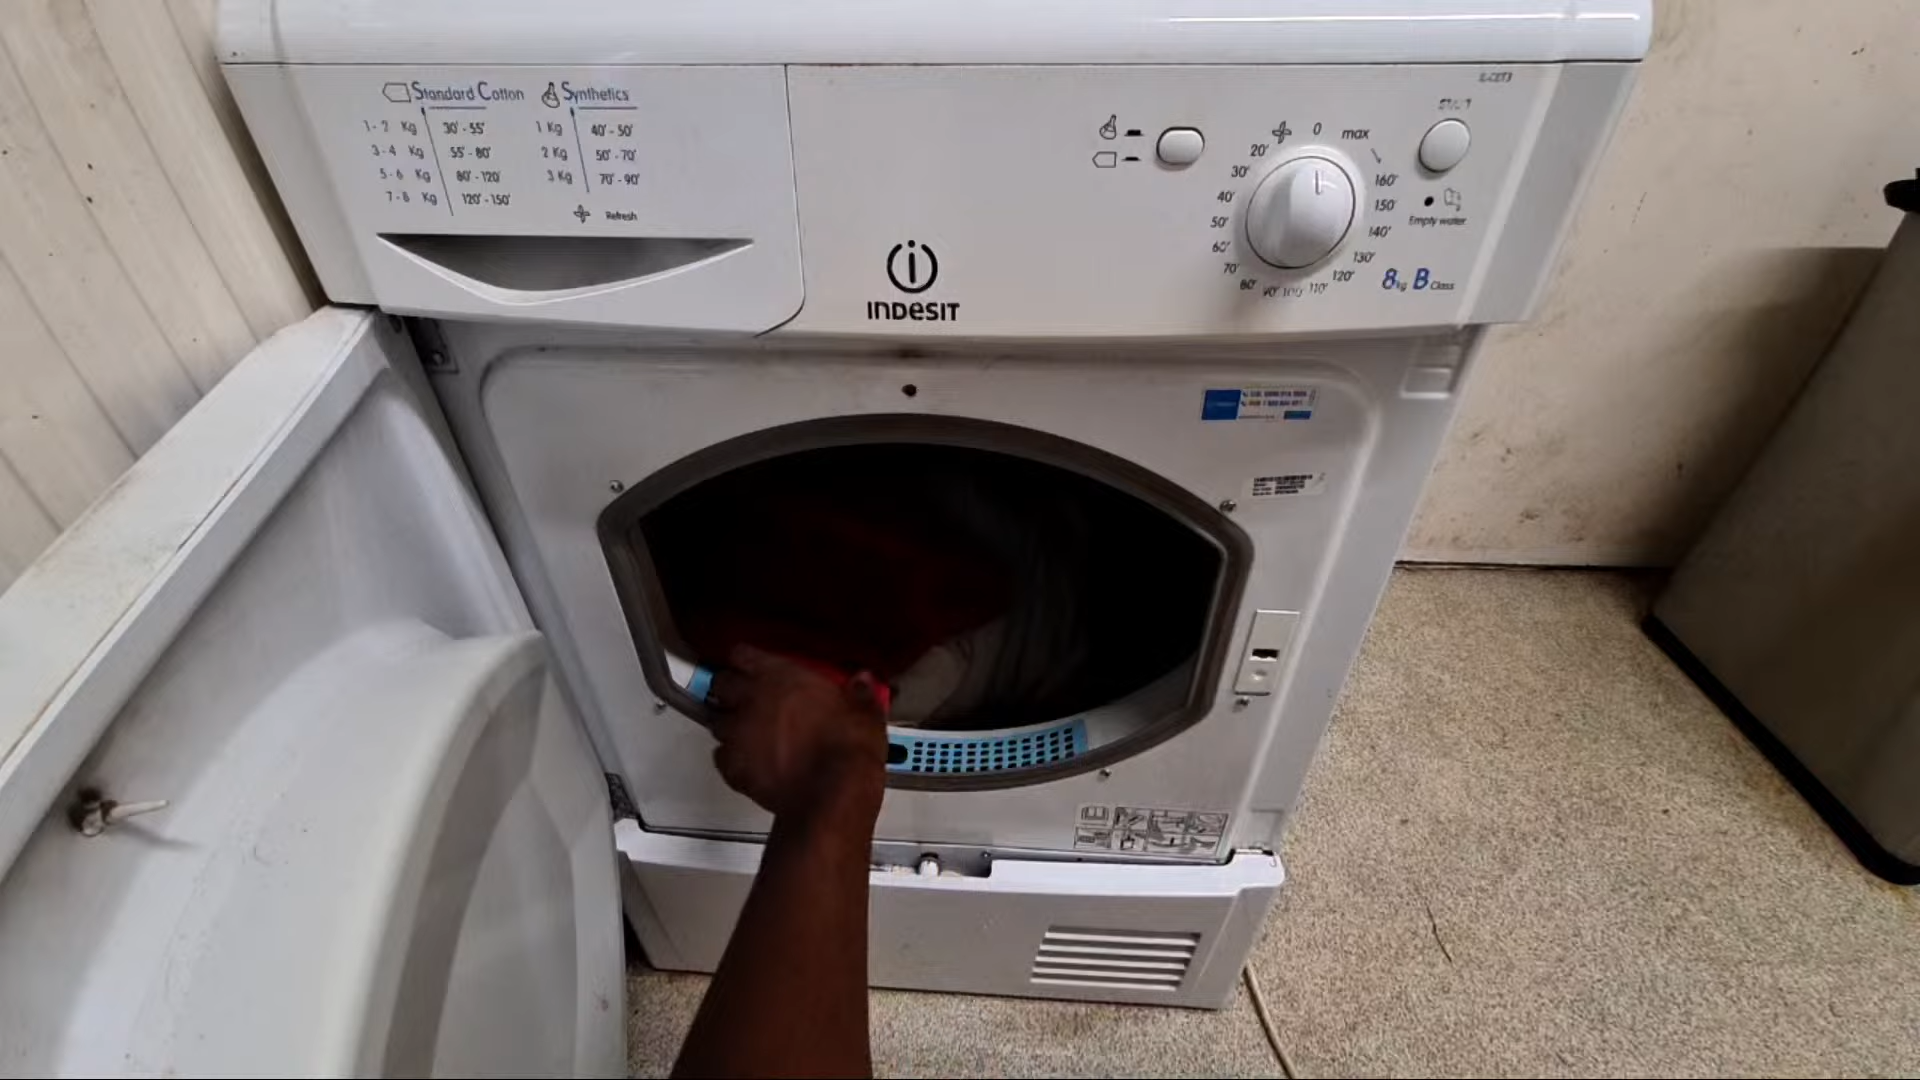 Standard Cotton
1 - 2 Kg 30' - 55'
3 - 4 Kg 55' - 80'
5 - 6 Kg 80' - 120'
7 - 8 Kg 120' - 150'
Synthetics
1 Kg 40' - 50'
2 Kg 50' - 70'
3 Kg 70' - 90'
Refresh
INDESIT
0
max
160'
150'
140'
130'
120'
110'
100'
90'
80'
70'
60'
50'
40'
30'
20'
Empty water
8kg B Class